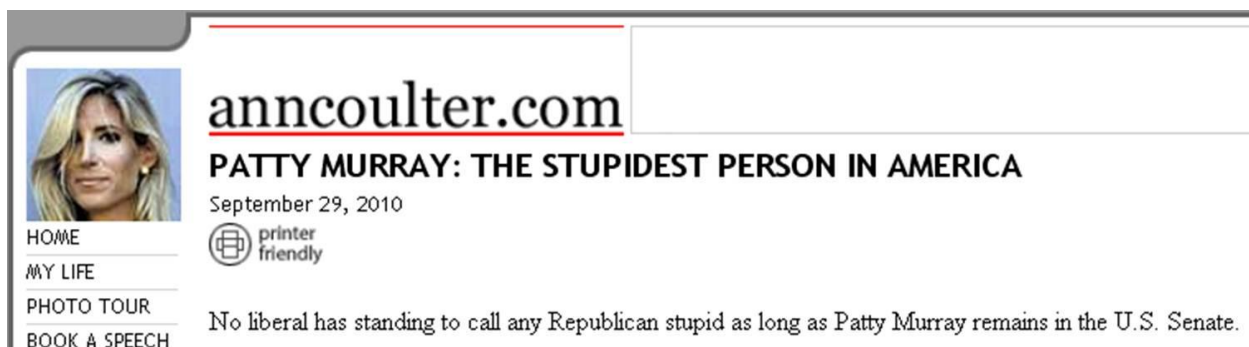 anncoulter.com
PATTY MURRAY: THE STUPIDEST PERSON IN AMERICA
September 29, 2010
printer
friendly
HOME
MY LIFE
PHOTO TOUR
BOOK A SPEECH
No liberal has standing to call any Republican stupid as long as Patty Murray remains in the U.S. Senate.